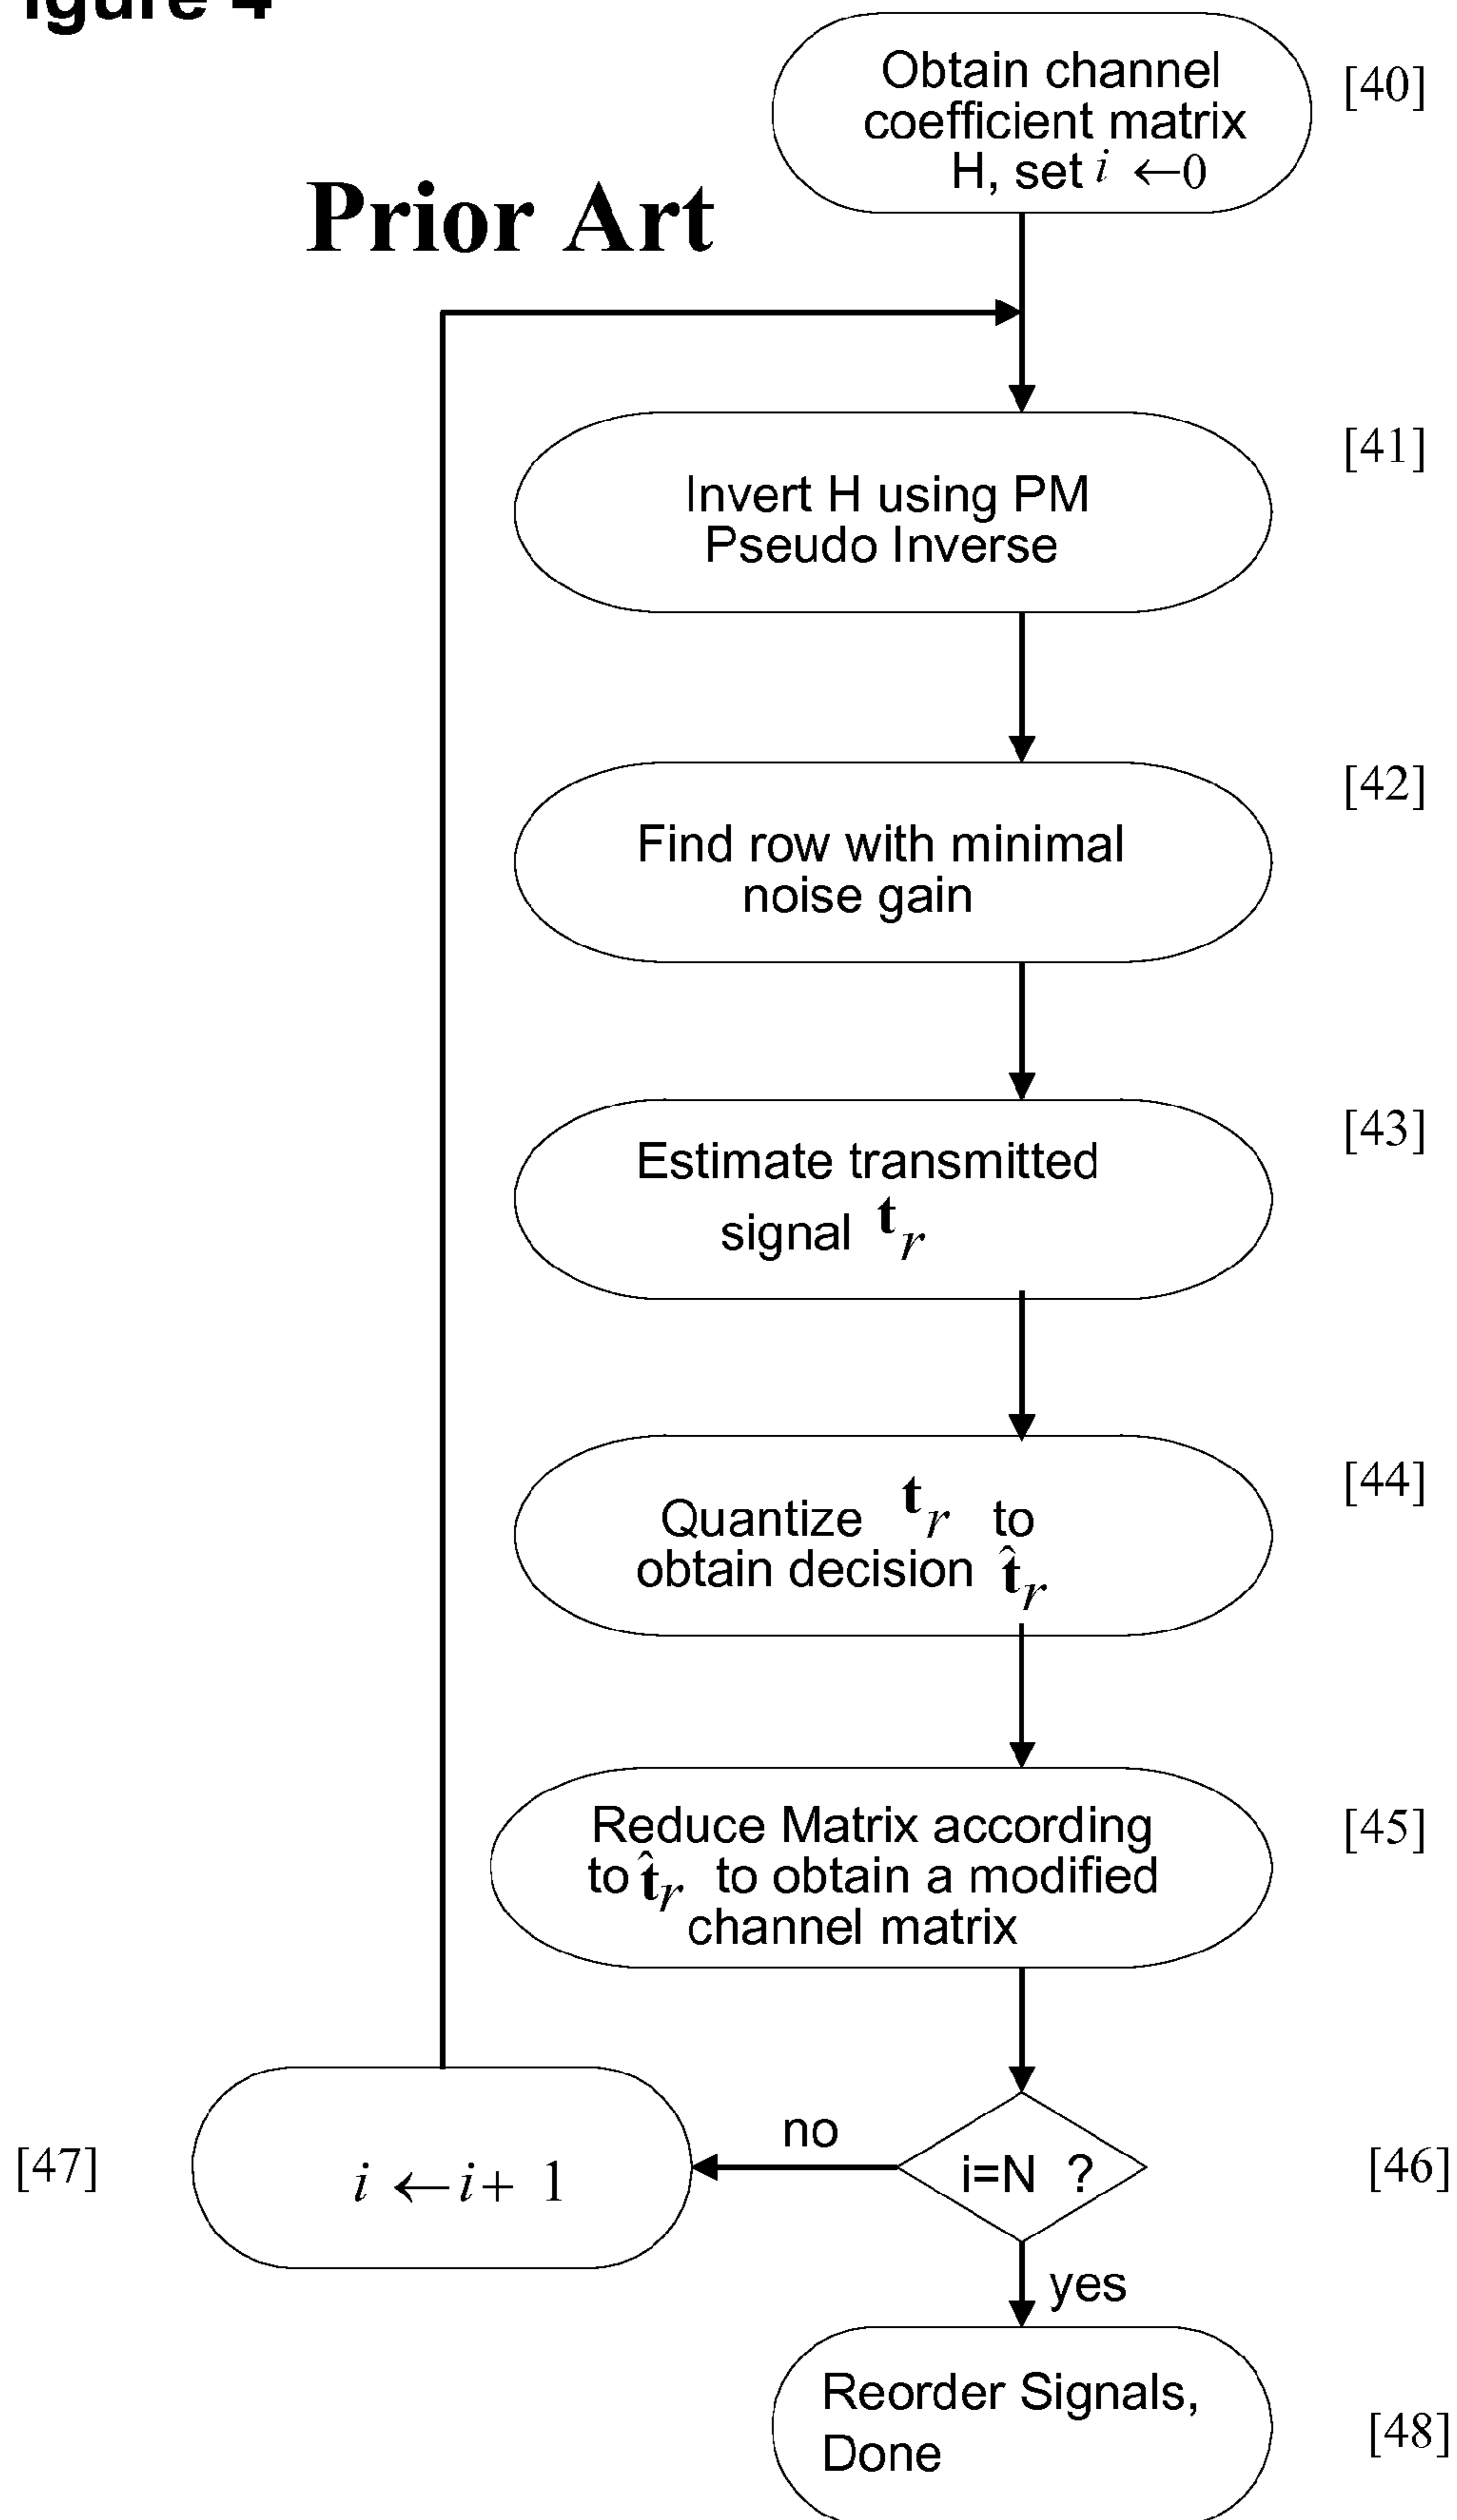 igure 4
Obtain channel
coefficient matrix
H, set i ←0
[40]
Prior Art
Invert H using PM
Pseudo Inverse
[41]
Find row with minimal
noise gain
[42]
Estimate transmitted
signal t_r
[43]
Quantize t_r to
obtain decision t̂_r
[44]
Reduce Matrix according
to t̂_r to obtain a modified
channel matrix
[45]
no
i=N ?
[46]
[47]
i ← i + 1
yes
Reorder Signals,
Done
[48]